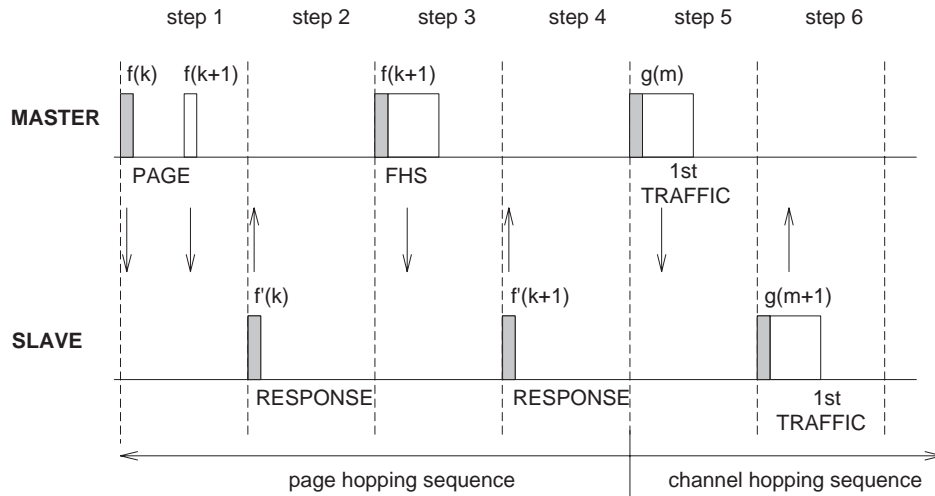 step 1 step 2 step 3 step 4 step 5 step 6
f(k) f(k+1) f(k+1) g(m)
MASTER
PAGE FHS 1st
TRAFFIC
f'(k) f'(k+1) g(m+1)
SLAVE
RESPONSE RESPONSE 1st
TRAFFIC
page hopping sequence channel hopping sequence